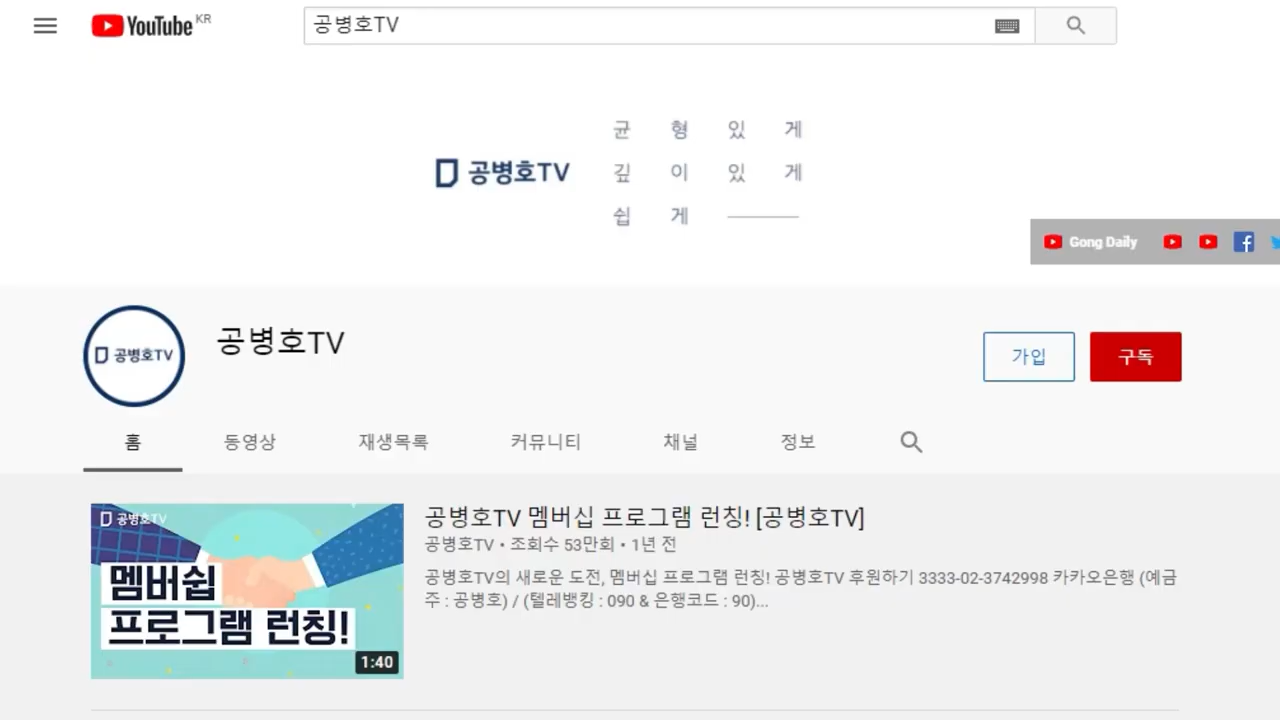 YouTube KR
공병호TV
균 형 있 게
공병호TV
깊 이 있 게
쉽 게
Gong Daily
공병호TV
공병호TV
가입
구독
홈
동영상
재생목록
커뮤니티
채널
정보
공병호TV
멤버쉽
프로그램 런칭!
1:40
공병호TV 멤버십 프로그램 런칭! [공병호TV]
공병호TV • 조회수 53만회 • 1년 전
공병호TV의 새로운 도전, 멤버십 프로그램 런칭! 공병호TV 후원하기 3333-02-3742998 카카오은행 (예금
주 : 공병호) / (텔레뱅킹 : 090 & 은행코드 : 90)...